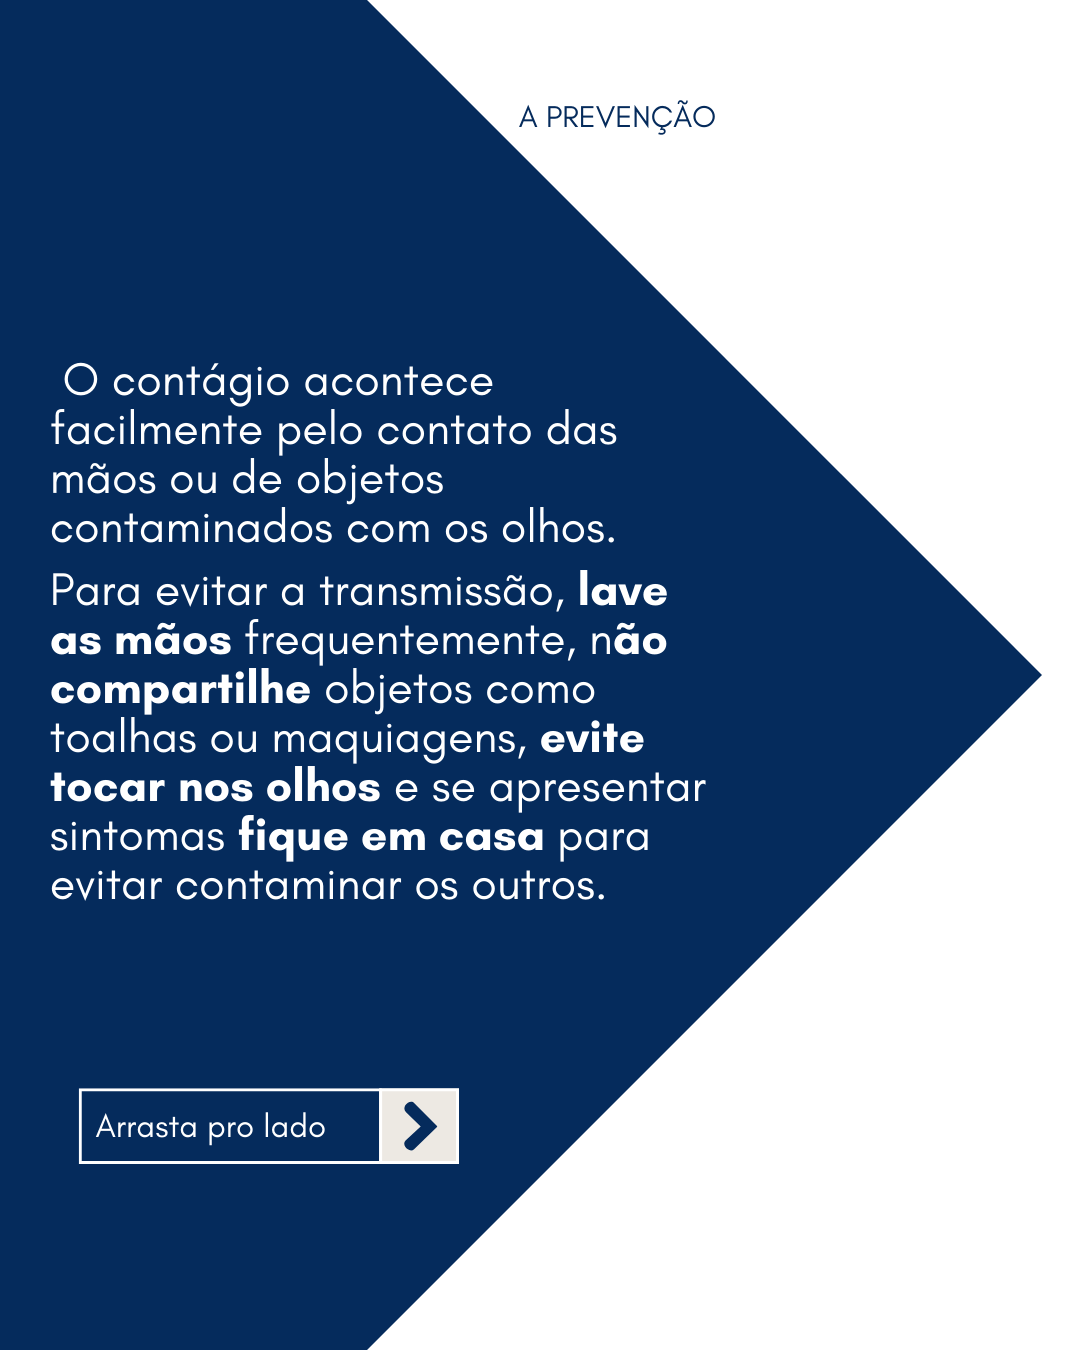 A PREVENÇÃO
O contágio acontece
facilmente pelo contato das
mãos ou de objetos
contaminados com os olhos.
Para evitar a transmissão, lave
as mãos frequentemente, não
compartilhe objetos como
toalhas ou maquiagens, evite
tocar nos olhos e se apresentar
sintomas fique em casa para
evitar contaminar os outros.
Arrasta pro lado